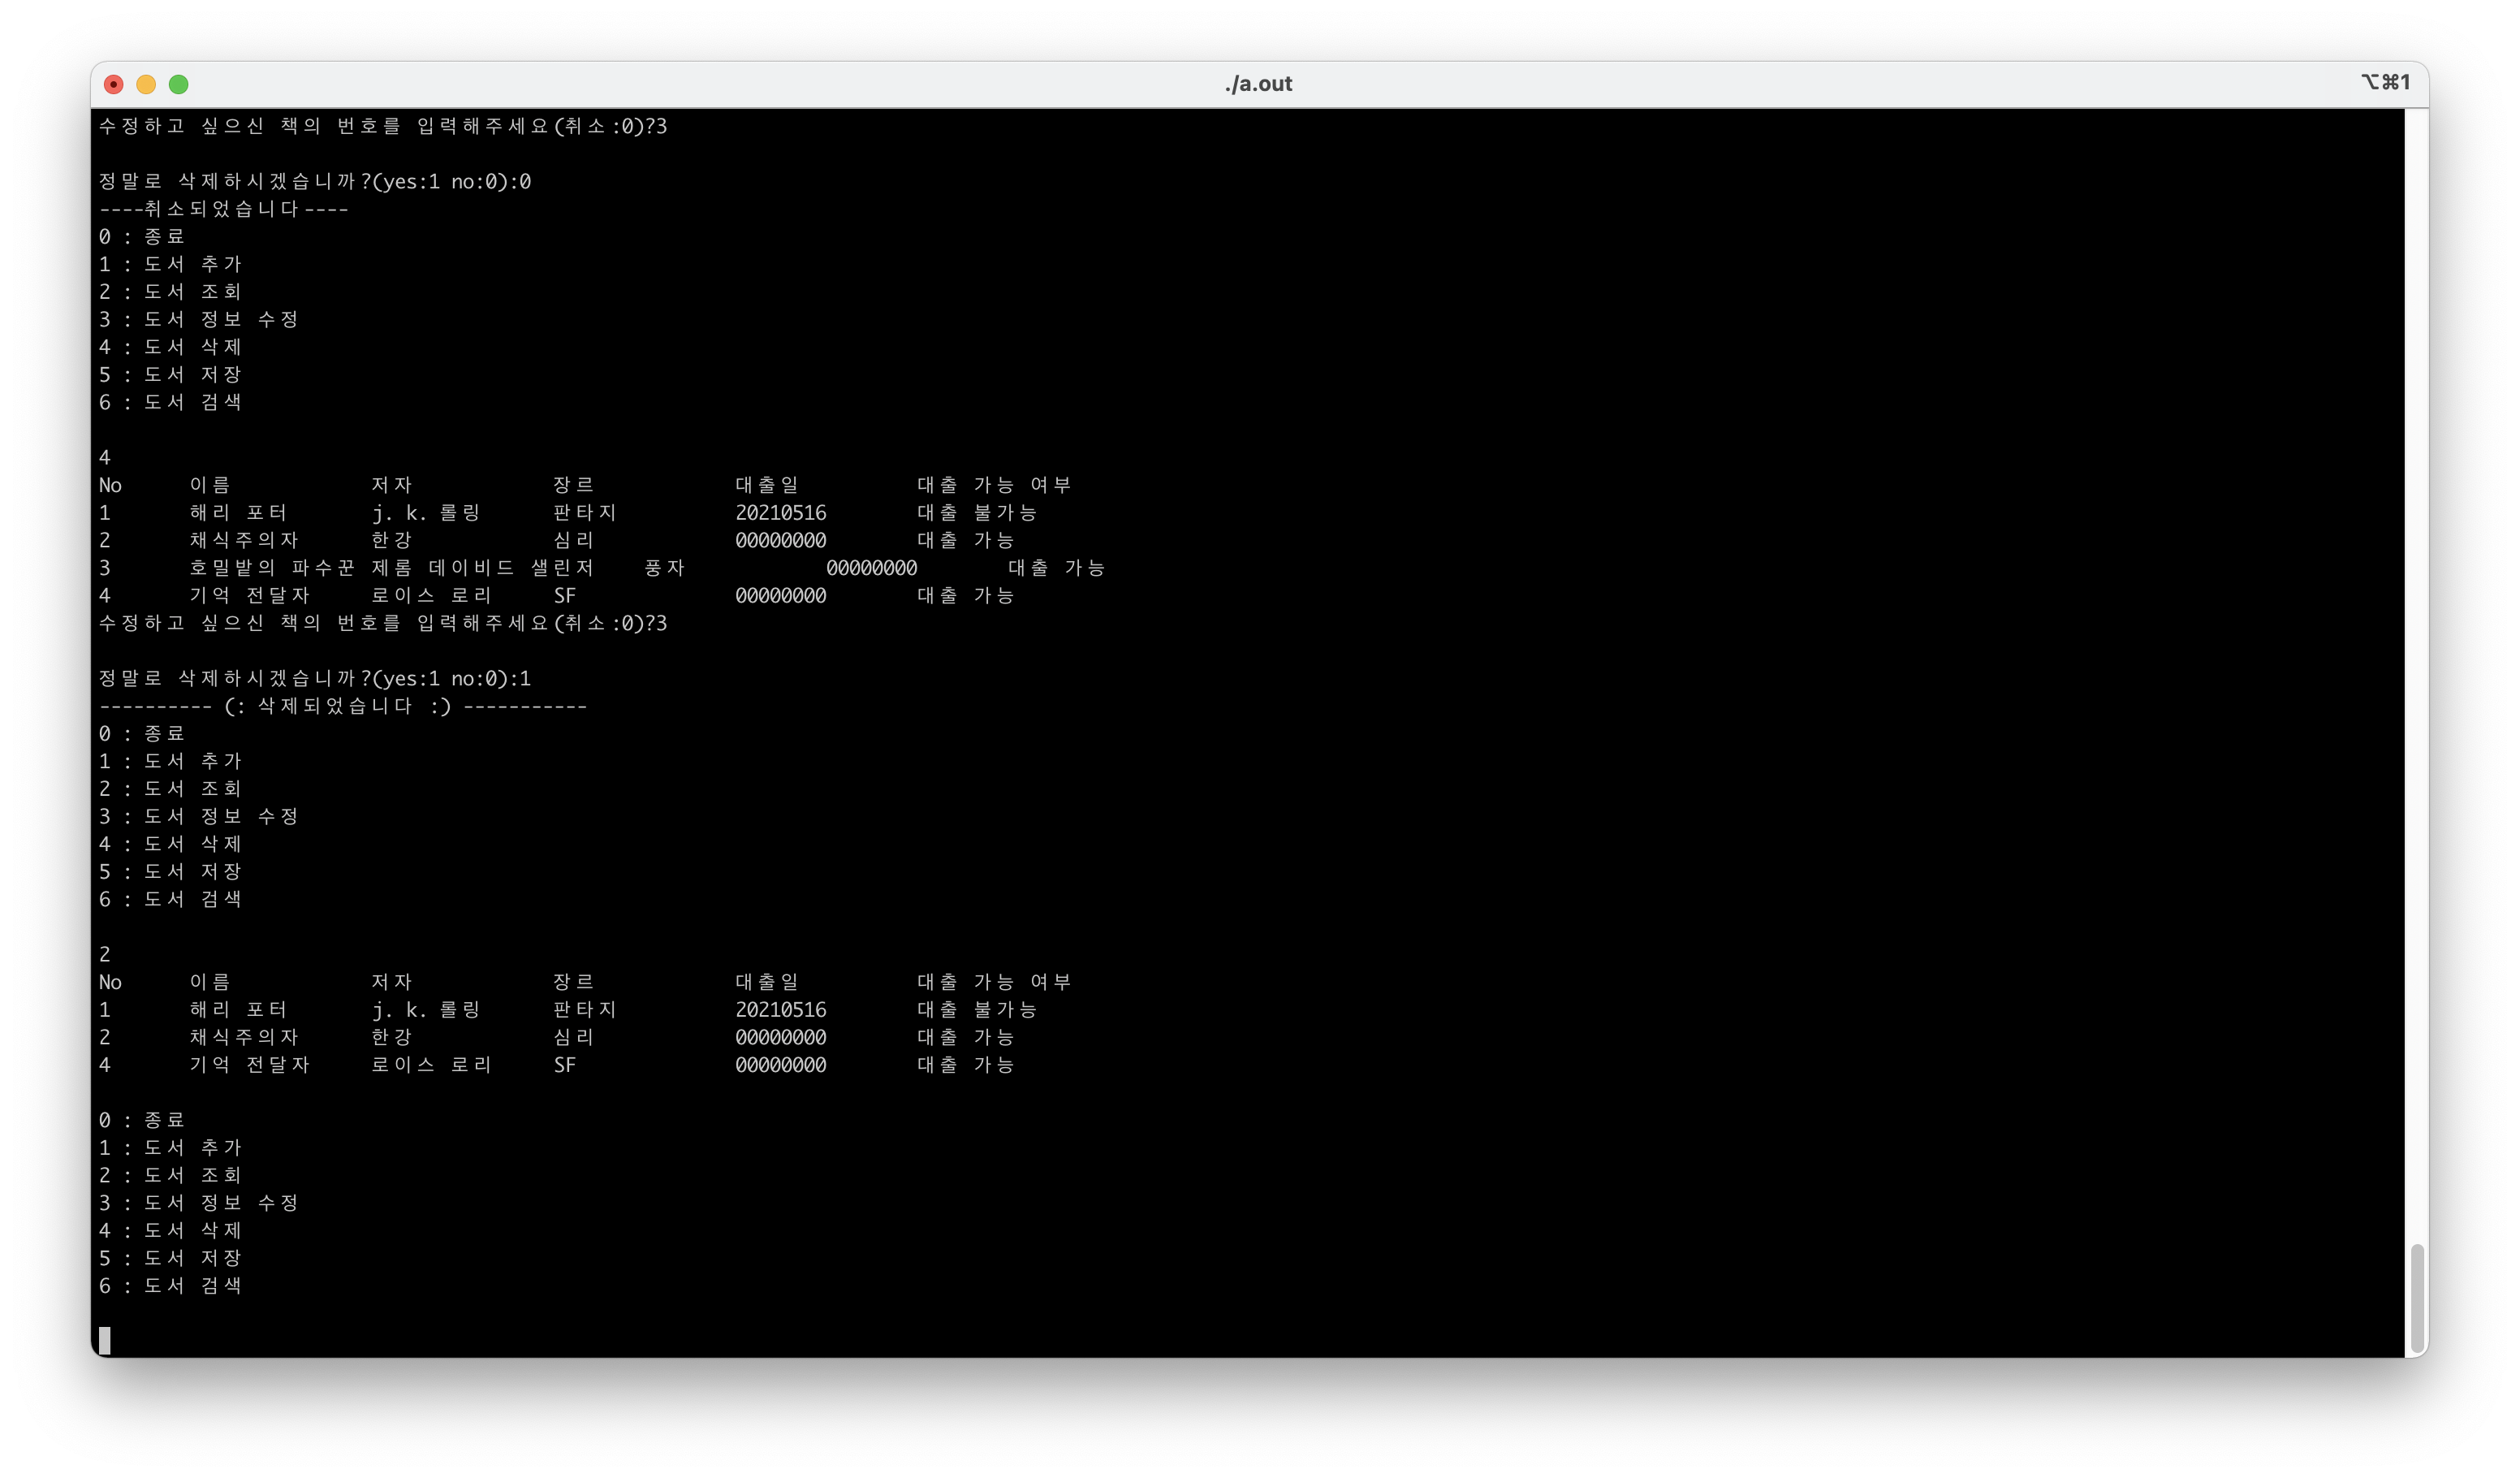 ./a.out
⌥⌘1
수정하고 싶으신 책의 번호를 입력해주세요(취소:0)?3
정말로 삭제하시겠습니까?(yes:1 no:0):0
----취소되었습니다----
0 : 종료
1 : 도서 추가
2 : 도서 조회
3 : 도서 정보 수정
4 : 도서 삭제
5 : 도서 저장
6 : 도서 검색
4
No 이름 저자 장르 대출일 대출 가능 여부
1 해리 포터 j. k. 롤링 판타지 20210516 대출 불가능
2 채식주의자 한강 심리 00000000 대출 가능
3 호밀밭의 파수꾼 제롬 데이비드 샐린저 풍자 00000000 대출 가능
4 기억 전달자 로이스 로리 SF 00000000 대출 가능
수정하고 싶으신 책의 번호를 입력해주세요(취소:0)?3
정말로 삭제하시겠습니까?(yes:1 no:0):1
---------- (: 삭제되었습니다 :) -----------
0 : 종료
1 : 도서 추가
2 : 도서 조회
3 : 도서 정보 수정
4 : 도서 삭제
5 : 도서 저장
6 : 도서 검색
2
No 이름 저자 장르 대출일 대출 가능 여부
1 해리 포터 j. k. 롤링 판타지 20210516 대출 불가능
2 채식주의자 한강 심리 00000000 대출 가능
4 기억 전달자 로이스 로리 SF 00000000 대출 가능
0 : 종료
1 : 도서 추가
2 : 도서 조회
3 : 도서 정보 수정
4 : 도서 삭제
5 : 도서 저장
6 : 도서 검색